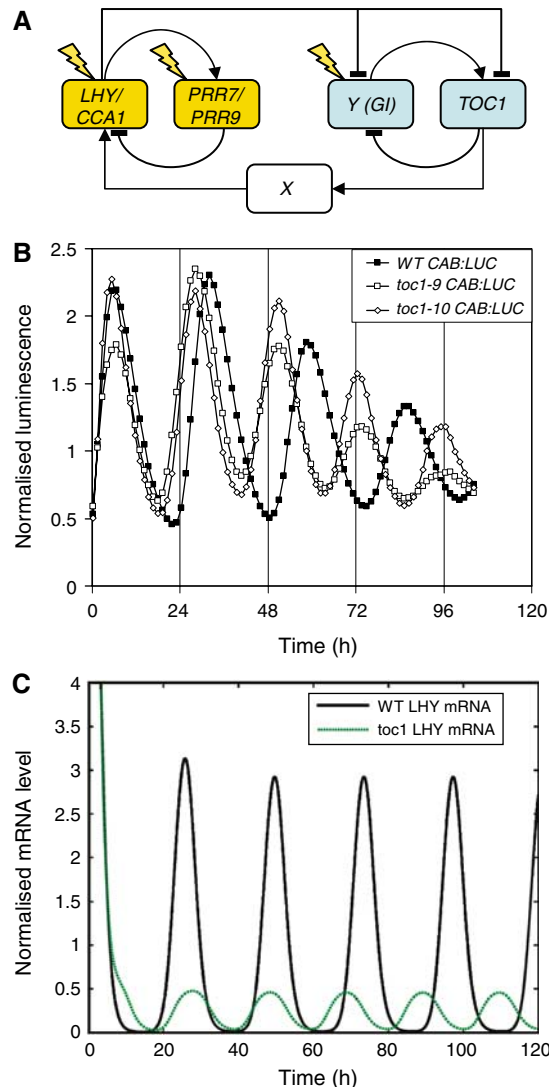 A
LHY/
CCA1
PRR7/
PRR9
Y (GI)
TOC1
X
B
2.5
2
1.5
1
0.5
0
Normalised luminescence
WT CAB:LUC
toc1-9 CAB:LUC
toc1-10 CAB:LUC
0 24 48 72 96 120
Time (h)
C
4
3.5
3
2.5
2
1.5
1
0.5
0
Normalised mRNA level
WT LHY mRNA
toc1 LHY mRNA
0 20 40 60 80 100 120
Time (h)